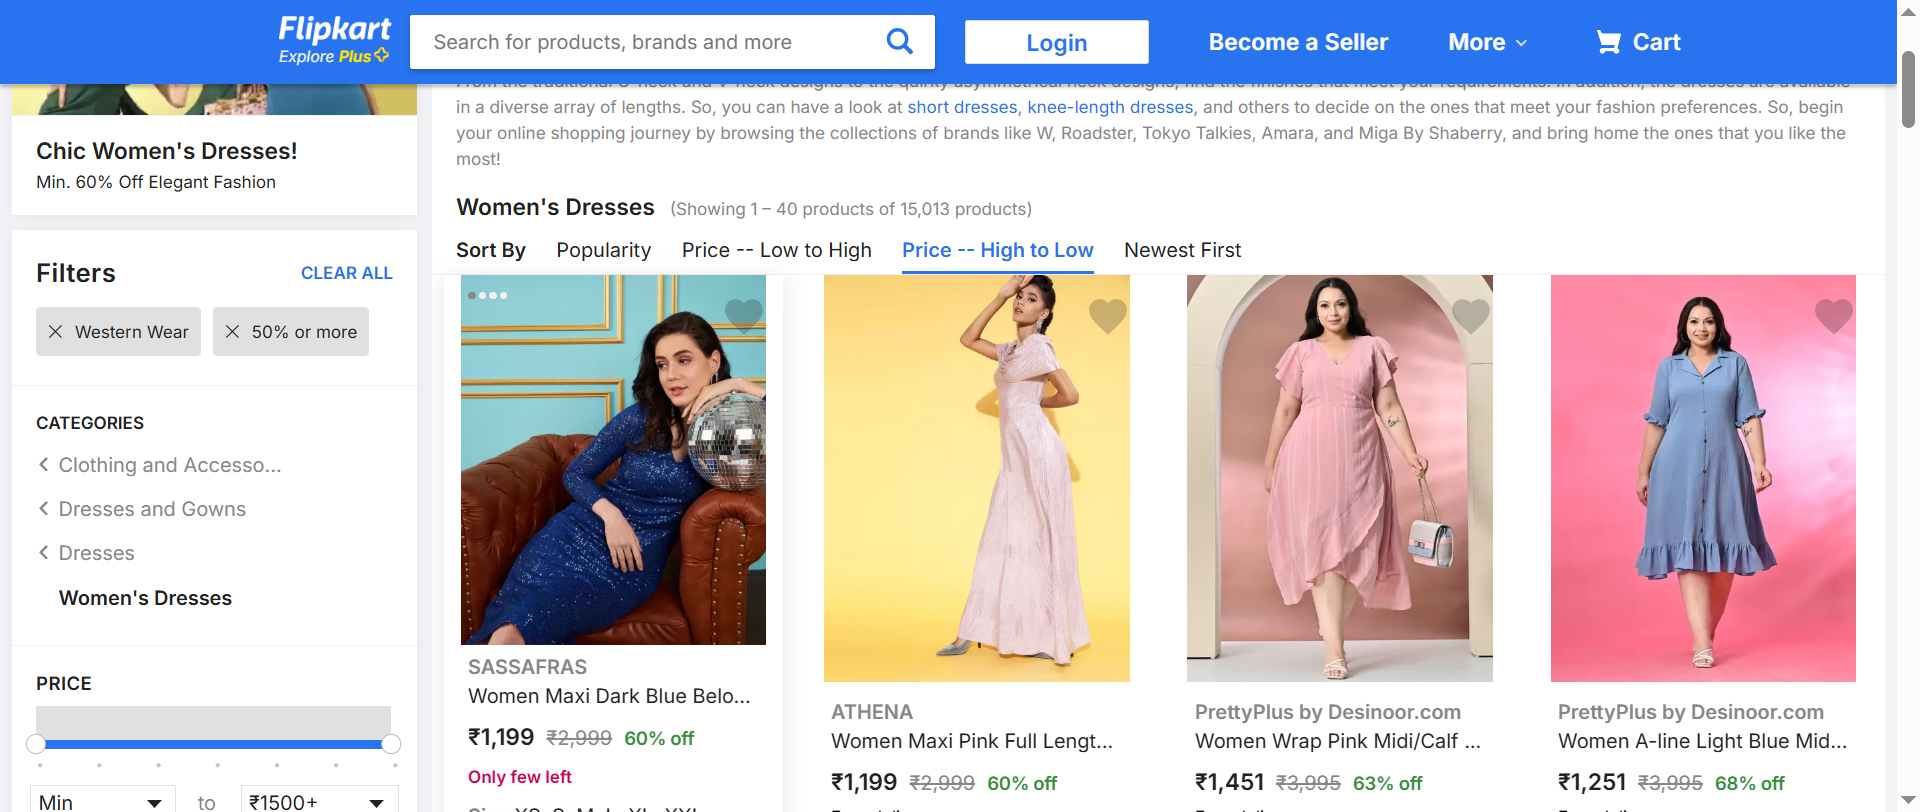 Flipkart
Explore Plus
Search for products, brands and more
Login
Become a Seller
More
Cart
Chic Women's Dresses!
Min. 60% Off Elegant Fashion
Filters
CLEAR ALL
Western Wear
50% or more
CATEGORIES
Clothing and Accesso...
Dresses and Gowns
Dresses
Women's Dresses
PRICE
Min
to
₹1500+
in a diverse array of lengths. So, you can have a look at short dresses, knee-length dresses, and others to decide on the ones that meet your fashion preferences. So, begin
your online shopping journey by browsing the collections of brands like W, Roadster, Tokyo Talkies, Amara, and Miga By Shaberry, and bring home the ones that you like the
most!
Women's Dresses (Showing 1 – 40 products of 15,013 products)
Sort By Popularity Price -- Low to High Price -- High to Low Newest First
SASSAFRAS
Women Maxi Dark Blue Belo...
₹1,199 ₹2,999 60% off
Only few left
ATHENA
Women Maxi Pink Full Lengt...
₹1,199 ₹2,999 60% off
PrettyPlus by Desinoor.com
Women Wrap Pink Midi/Calf ...
₹1,451 ₹3,995 63% off
PrettyPlus by Desinoor.com
Women A-line Light Blue Mid...
₹1,251 ₹3,995 68% off